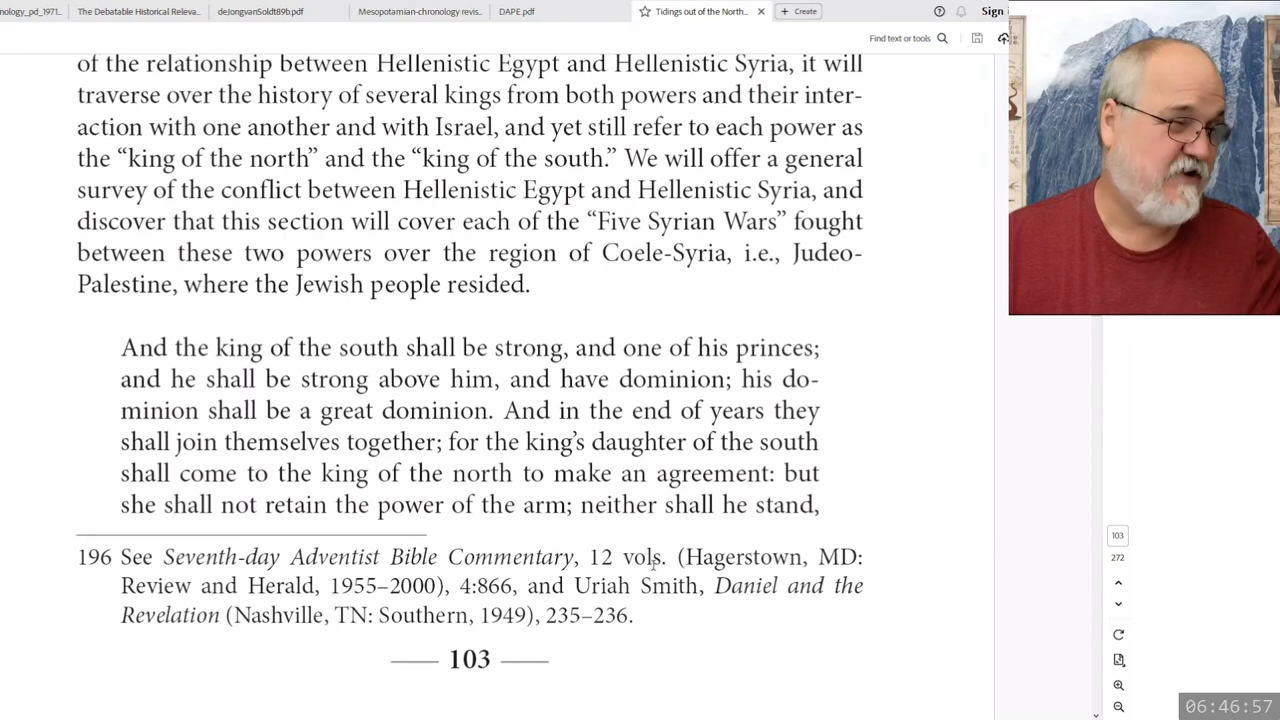 nology_pd_1971.
The Debatable Historical Releva...
deJongvanSoldt89b.pdf
Mesopotamian-chronology revis..
DAPE.pdf
Tidings out of the North..
Create
Sign
Find text or tools
of the relationship between Hellenistic Egypt and Hellenistic Syria, it will
traverse over the history of several kings from both powers and their inter-
action with one another and with Israel, and yet still refer to each power as
the “king of the north” and the “king of the south.” We will offer a general
survey of the conflict between Hellenistic Egypt and Hellenistic Syria, and
discover that this section will cover each of the “Five Syrian Wars” fought
between these two powers over the region of Coele-Syria, i.e., Judeo-
Palestine, where the Jewish people resided.
And the king of the south shall be strong, and one of his princes;
and he shall be strong above him, and have dominion; his do-
minion shall be a great dominion. And in the end of years they
shall join themselves together; for the king’s daughter of the south
shall come to the king of the north to make an agreement: but
she shall not retain the power of the arm; neither shall he stand,
196 See Seventh-day Adventist Bible Commentary, 12 vols. (Hagerstown, MD:
Review and Herald, 1955–2000), 4:866, and Uriah Smith, Daniel and the
Revelation (Nashville, TN: Southern, 1949), 235–236.
103
103
272
06:46:57